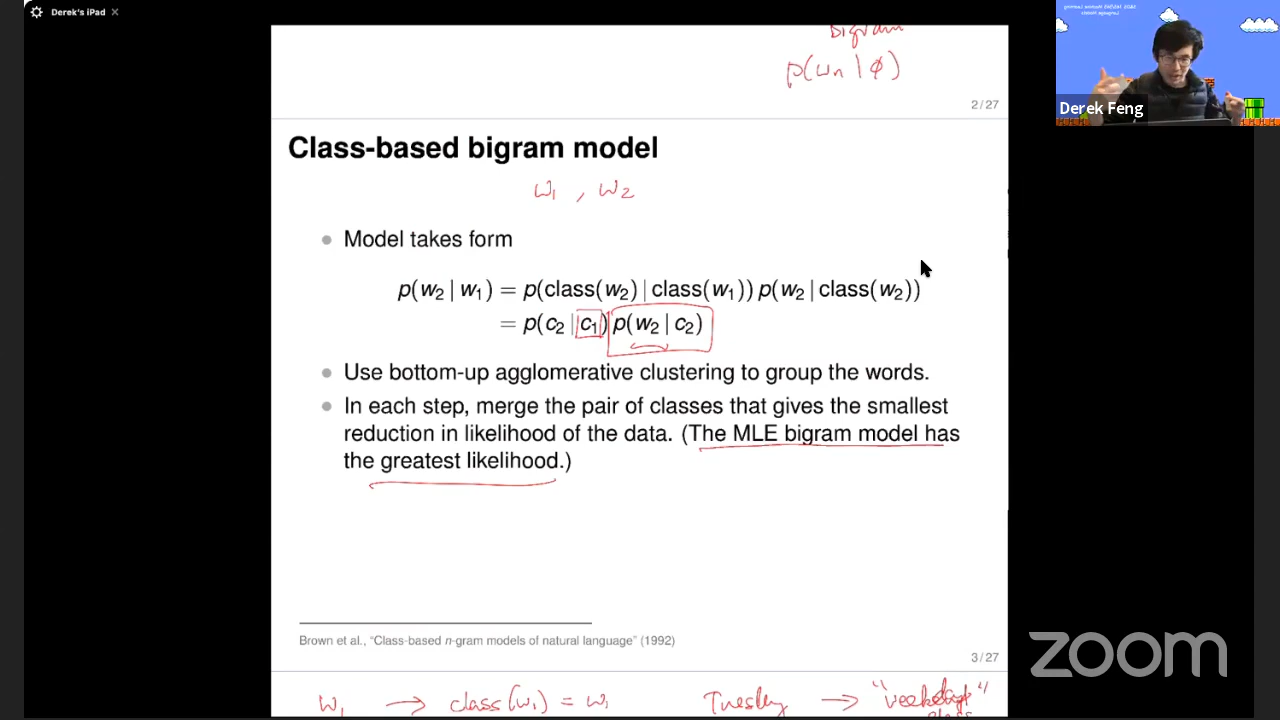 Derek's iPad ×
Bigram
p(wn | ϕ)
2 / 27
Derek Feng
Class-based bigram model
w1 , w2
Model takes form
p(w2 | w1) = p(class(w2) | class(w1)) p(w2 | class(w2))
= p(c2 | c1) p(w2 | c2)
Use bottom-up agglomerative clustering to group the words.
In each step, merge the pair of classes that gives the smallest
reduction in likelihood of the data. (The MLE bigram model has
the greatest likelihood.)
Brown et al., “Class-based n-gram models of natural language” (1992)
3 / 27
zoom
w1 → class(w1) = w1 Tuesday → "weekdays"
class